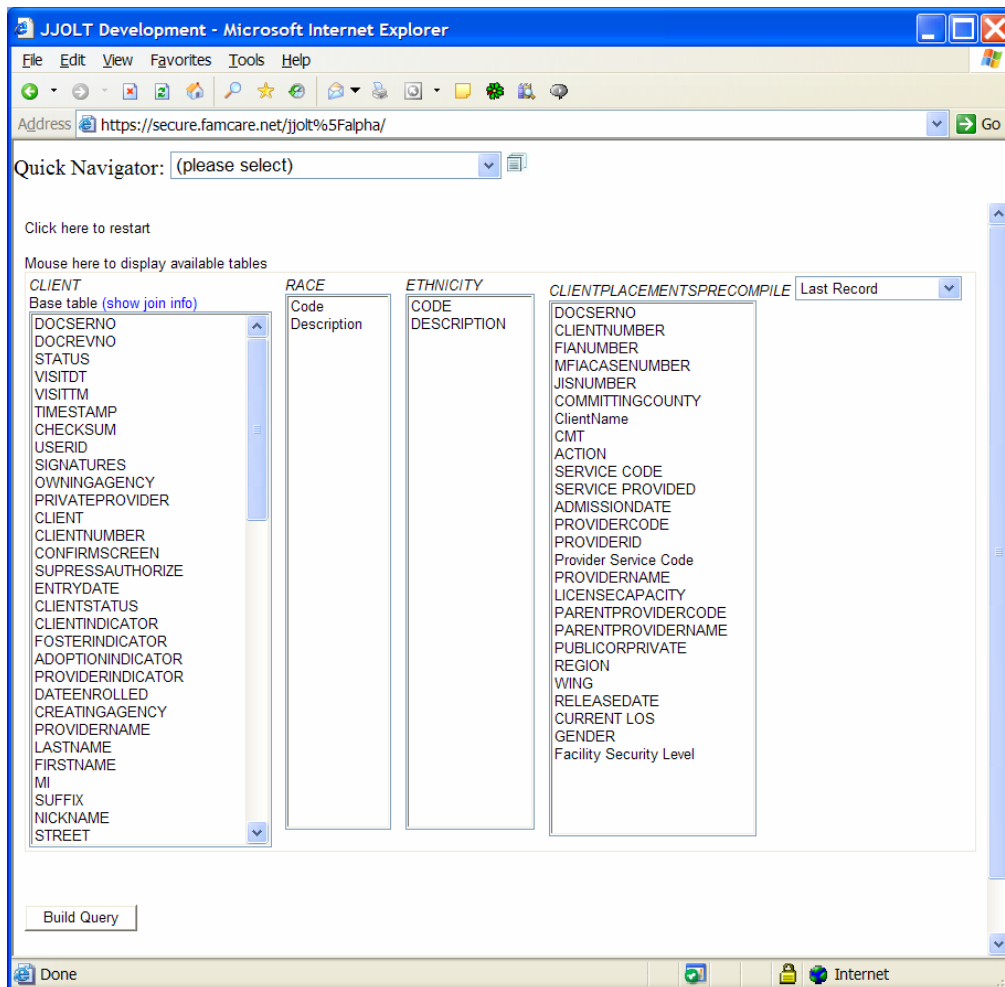 JJOLT Development - Microsoft Internet Explorer
File Edit View Favorites Tools Help
Address https://secure.famcare.net/jjolt%5Falpha/ Go
Quick Navigator: (please select)
Click here to restart
Mouse here to display available tables
CLIENT
Base table (show join info)
DOCSERNO
DOCREVNO
STATUS
VISITDT
VISITTM
TIMESTAMP
CHECKSUM
USERID
SIGNATURES
OWNINGAGENCY
PRIVATEPROVIDER
CLIENT
CLIENTNUMBER
CONFIRMSCREEN
SUPRESSAUTHORIZE
ENTRYDATE
CLIENTSTATUS
CLIENTINDICATOR
FOSTERINDICATOR
ADOPTIONINDICATOR
PROVIDERINDICATOR
DATEENROLLED
CREATINGAGENCY
PROVIDERNAME
LASTNAME
FIRSTNAME
MI
SUFFIX
NICKNAME
STREET
RACE
Code
Description
ETHNICITY
CODE
DESCRIPTION
CLIENTPLACEMENTSPRECOMPILE Last Record
DOCSERNO
CLIENTNUMBER
FIANUMBER
MFIACASENUMBER
JISNUMBER
COMMITTINGCOUNTY
ClientName
CMT
ACTION
SERVICE CODE
SERVICE PROVIDED
ADMISSIONDATE
PROVIDERCODE
PROVIDERID
Provider Service Code
PROVIDERNAME
LICENSECAPACITY
PARENTPROVIDERCODE
PARENTPROVIDERNAME
PUBLICORPRIVATE
REGION
WING
RELEASEDATE
CURRENT LOS
GENDER
Facility Security Level
Build Query
Done Internet